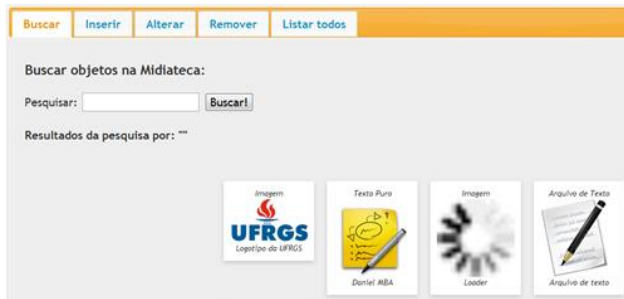 Buscar Inserir Alterar Remover Listar todos
Buscar objetos na Midiateca:
Pesquisar: Buscar!
Resultados da pesquisa por: ""
Imagem Texto Puro Imagem Arquivo de Texto
UFRGS
Logotipo da UFRGS
Daniel MBA Loader Arquivo de texto